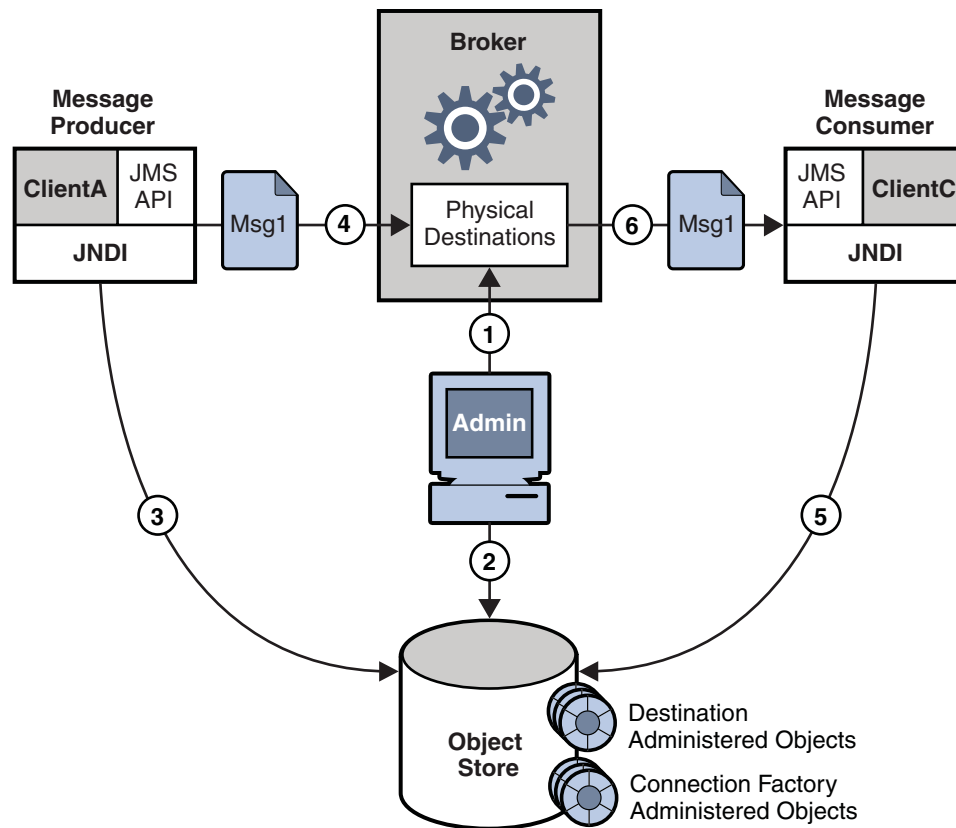 Broker
Message
Producer
Message
Consumer
ClientA
JMS
API
JNDI
Msg1
4
Physical
Destinations
6
Msg1
JMS
API
ClientC
JNDI
1
Admin
3
5
2
Object
Store
Destination
Administered Objects
Connection Factory
Administered Objects